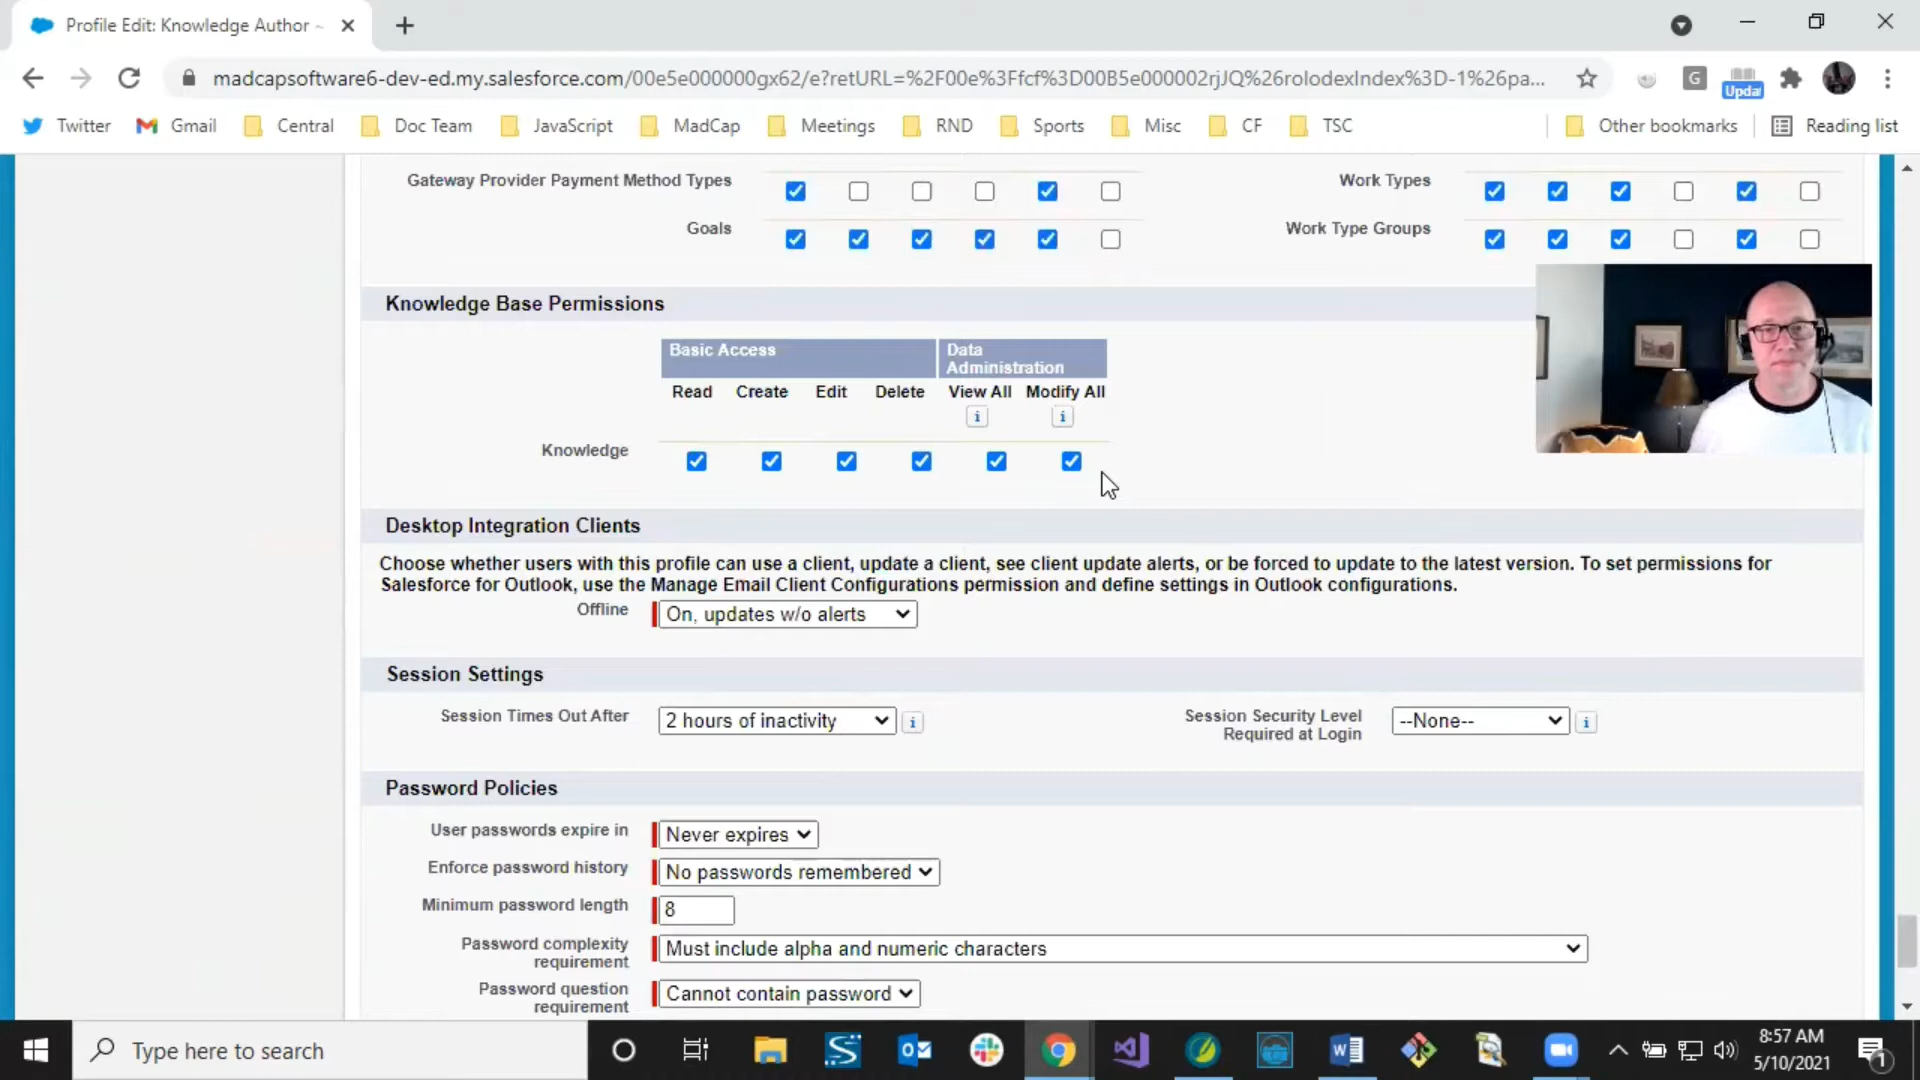 Profile Edit: Knowledge Author ~
madcapsoftware6-dev-ed.my.salesforce.com/00e5e000000gx62/e?retURL=%2F00e%3Ffcf%3D00B5e000002rjJQ%26rolodexIndex%3D-1%26pa...
G
Updat
Twitter Gmail Central Doc Team JavaScript MadCap Meetings RND Sports Misc CF TSC Other bookmarks Reading list
Gateway Provider Payment Method Types Work Types
Goals Work Type Groups
Knowledge Base Permissions
Basic Access Data
Administration
Read Create Edit Delete View All Modify All
i i
Knowledge
Desktop Integration Clients
Choose whether users with this profile can use a client, update a client, see client update alerts, or be forced to update to the latest version. To set permissions for
Salesforce for Outlook, use the Manage Email Client Configurations permission and define settings in Outlook configurations.
Offline On, updates w/o alerts
Session Settings
Session Times Out After 2 hours of inactivity i Session Security Level
Required at Login --None-- i
Password Policies
User passwords expire in Never expires
Enforce password history No passwords remembered
Minimum password length 8
Password complexity
requirement Must include alpha and numeric characters
Password question
requirement Cannot contain password
Type here to search
8:57 AM
5/10/2021
1